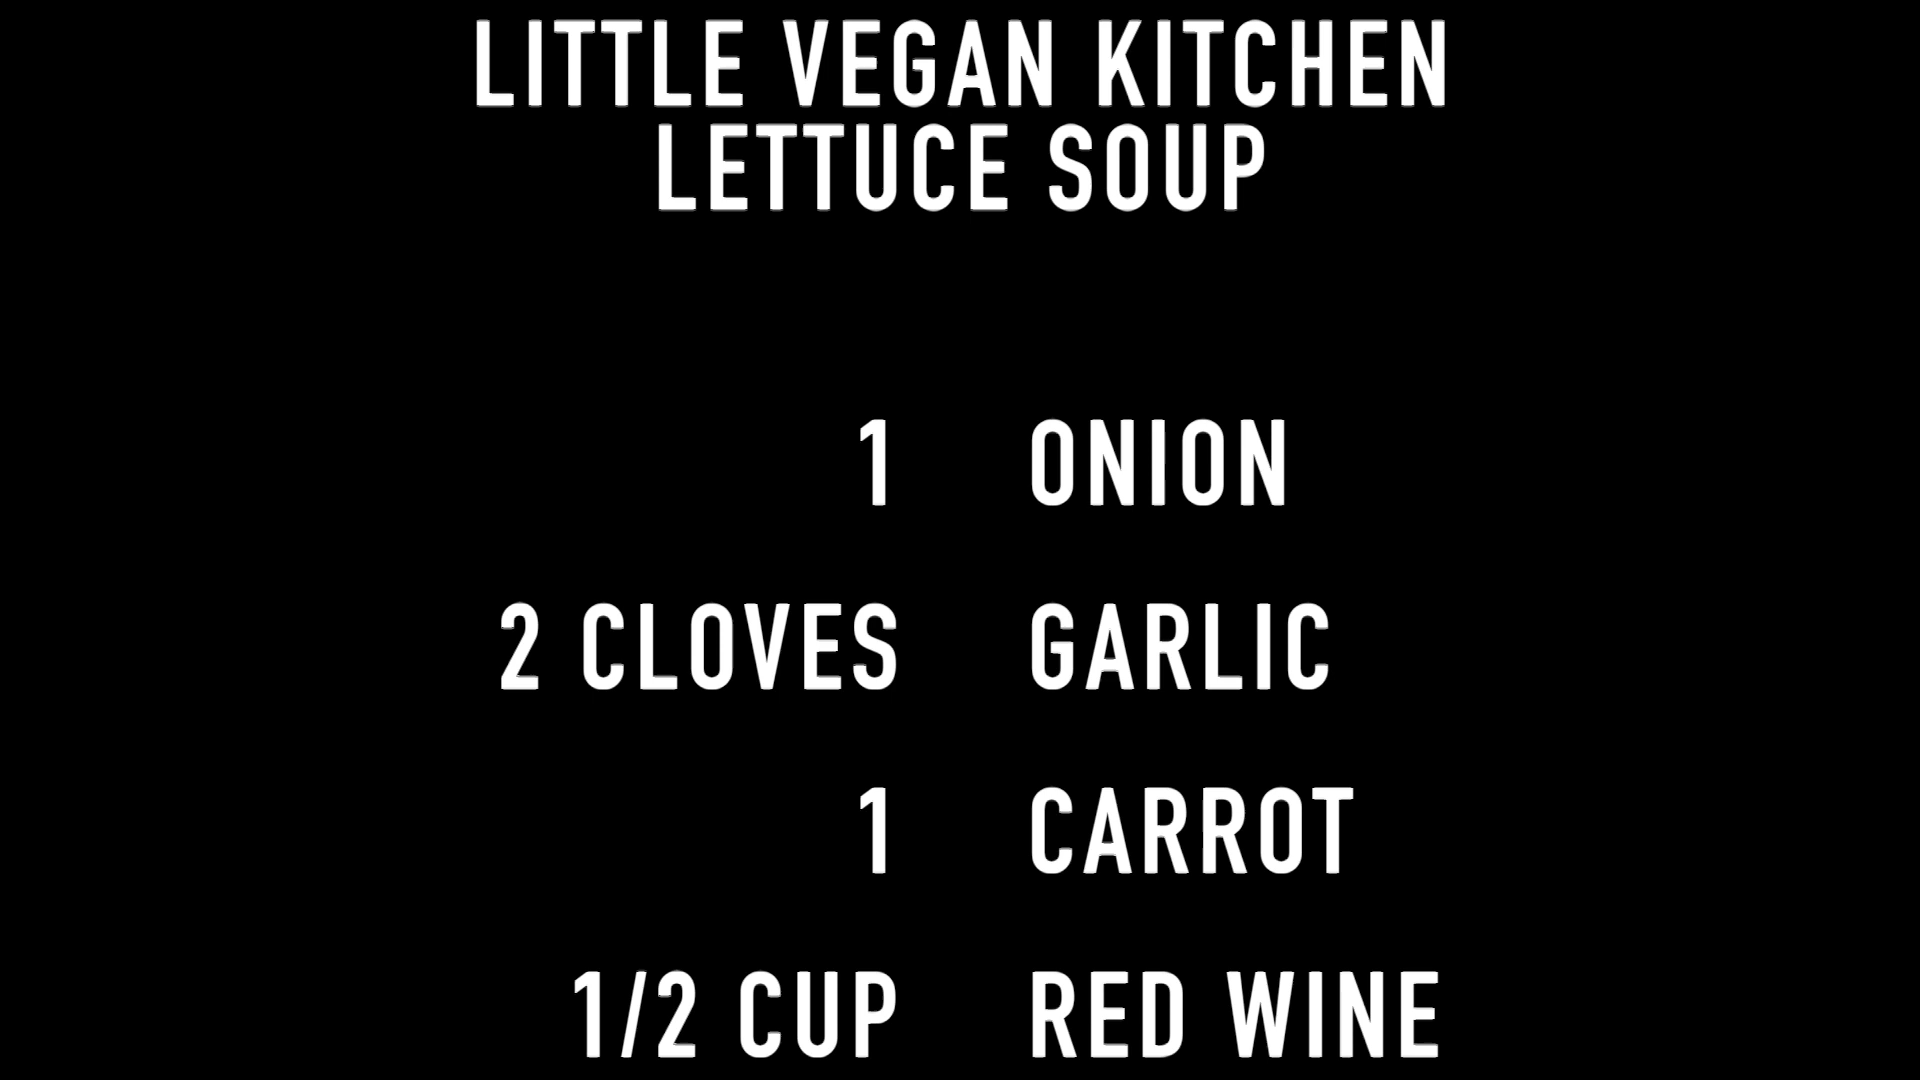 LITTLE VEGAN KITCHEN
LETTUCE SOUP
1 ONION
2 CLOVES GARLIC
1 CARROT
1/2 CUP RED WINE